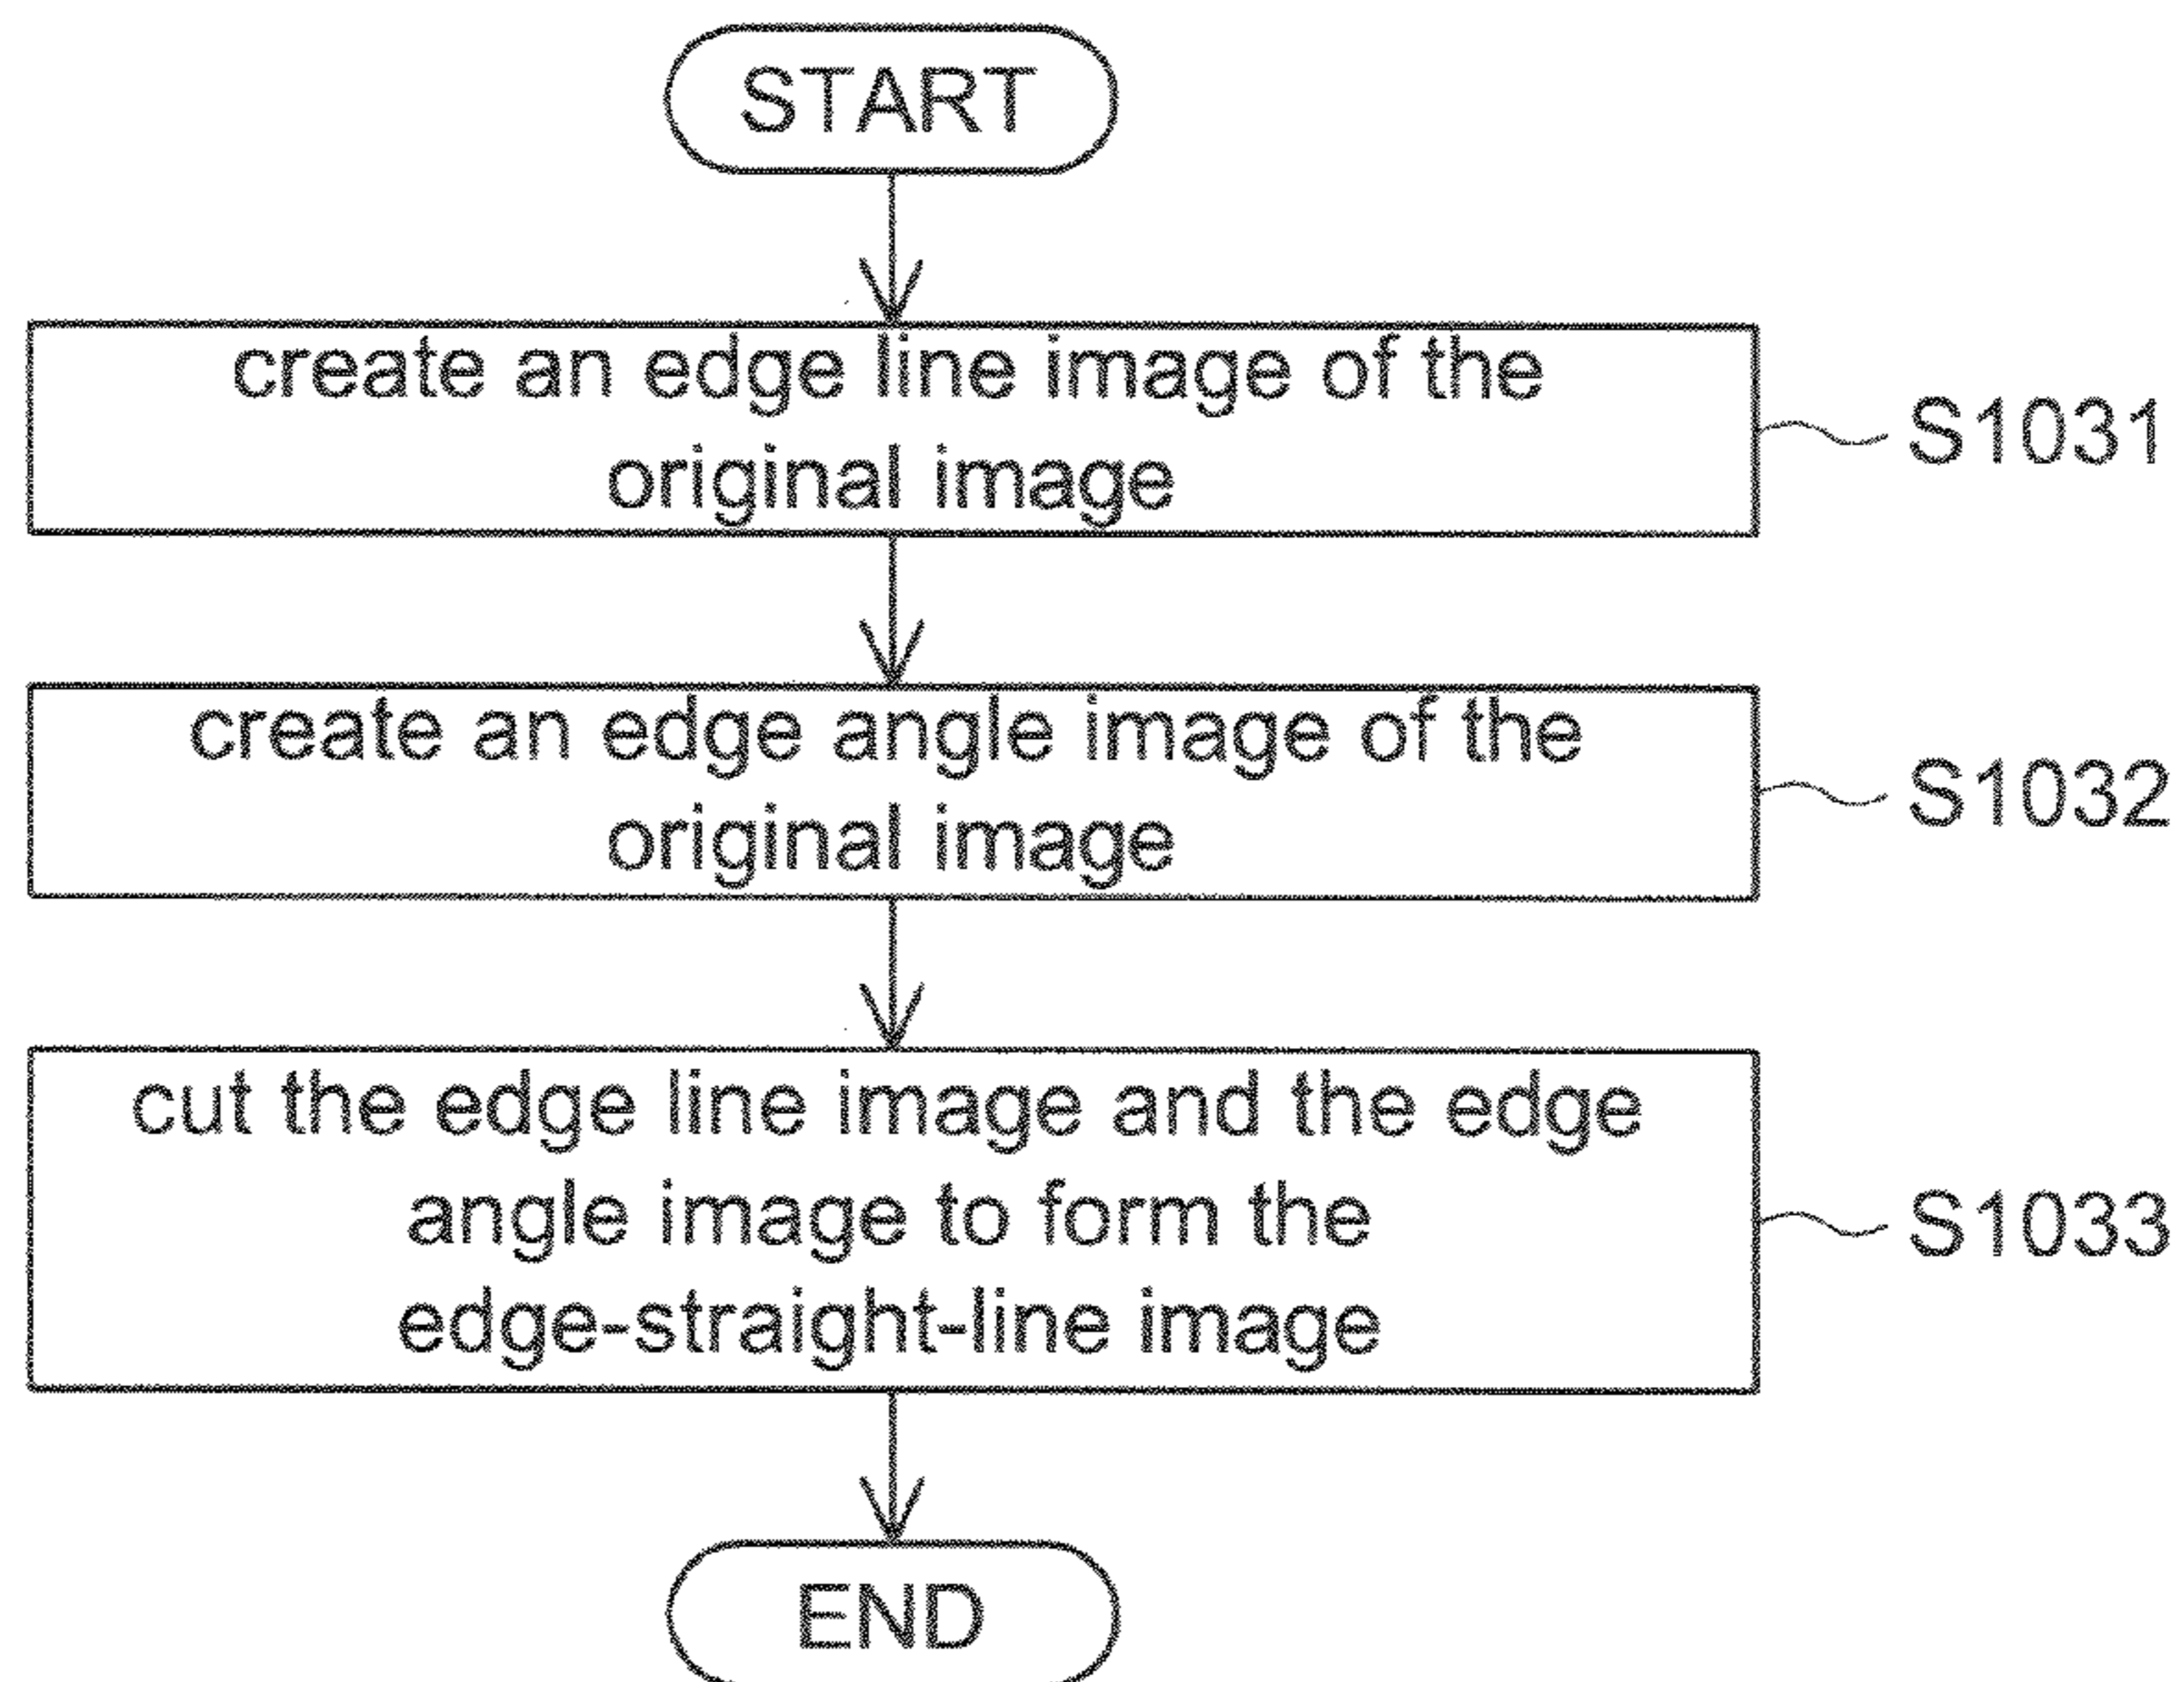 START
create an edge line image of the
original image
S1031
create an edge angle image of the
original image
S1032
cut the edge line image and the edge
angle image to form the
edge-straight-line image
S1033
END